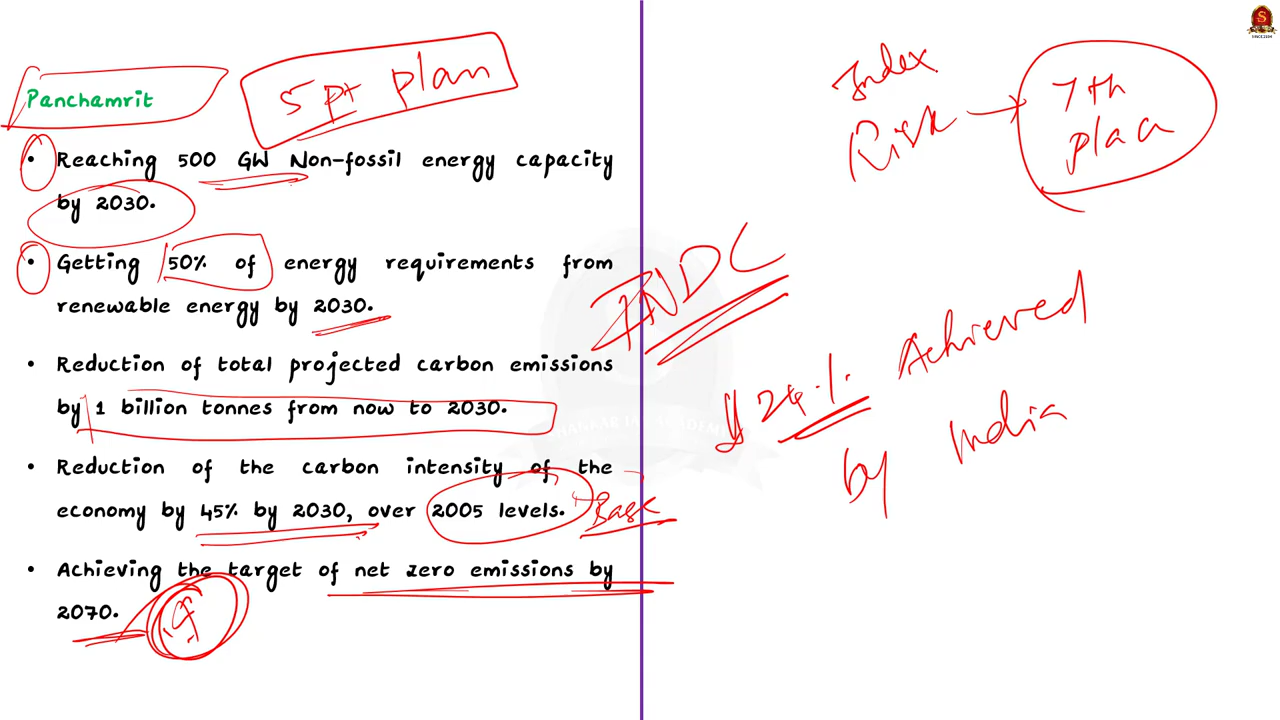 Panchamrit
5 pt plan
• Reaching 500 GW Non-fossil energy capacity
by 2030.
• Getting 50% of energy requirements from
renewable energy by 2030.
• Reduction of total projected carbon emissions
by 1 billion tonnes from now to 2030.
• Reduction of the carbon intensity of the
economy by 45% by 2030, over 2005 levels. Base
• Achieving the target of net zero emissions by
2070.
Index
Risk → 7th
place
INDC
24%. Achieved
by India